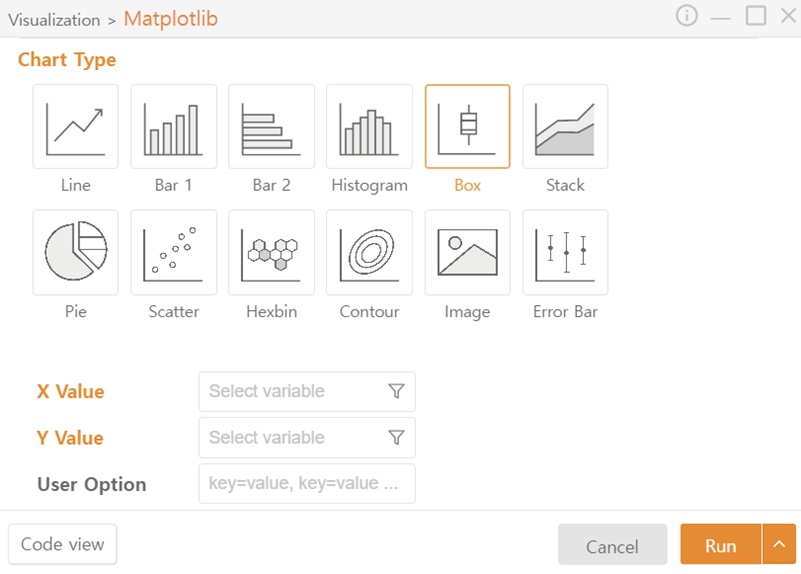 Visualization > Matplotlib
Chart Type
Line Bar 1 Bar 2 Histogram Box Stack
Pie Scatter Hexbin Contour Image Error Bar
X Value Select variable
Y Value Select variable
User Option key=value, key=value ...
Code view Cancel Run